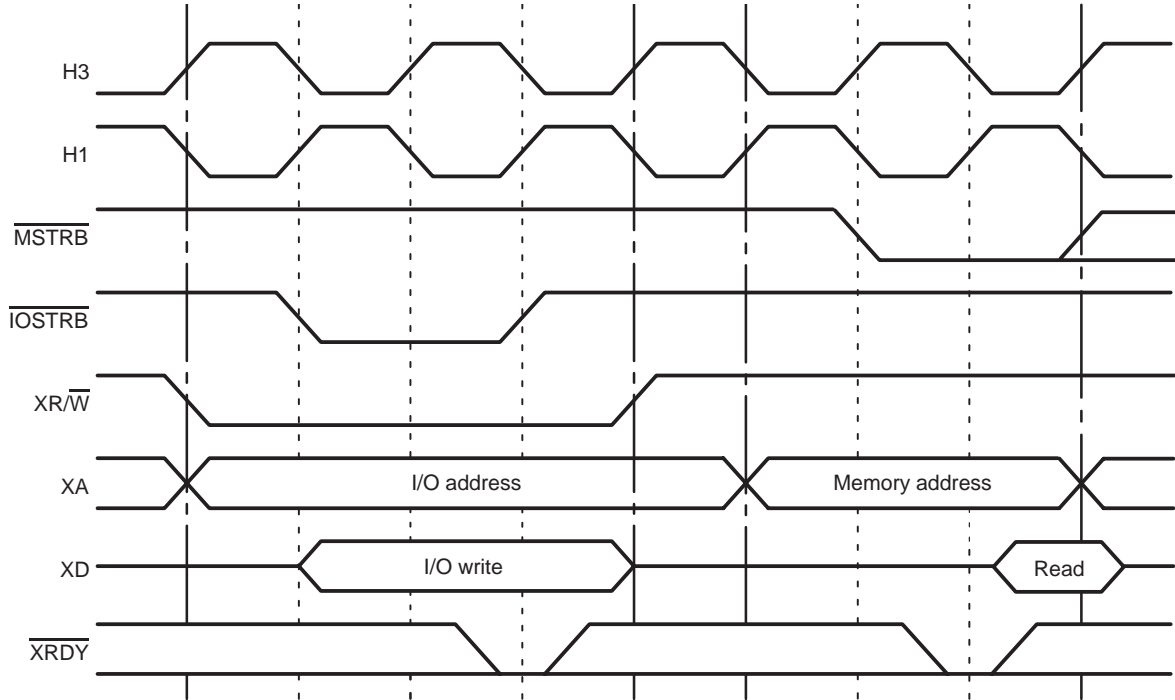 H3
H1
MSTRB
IOSTRB
XR/W
XA
I/O address
Memory address
XD
I/O write
Read
XRDY